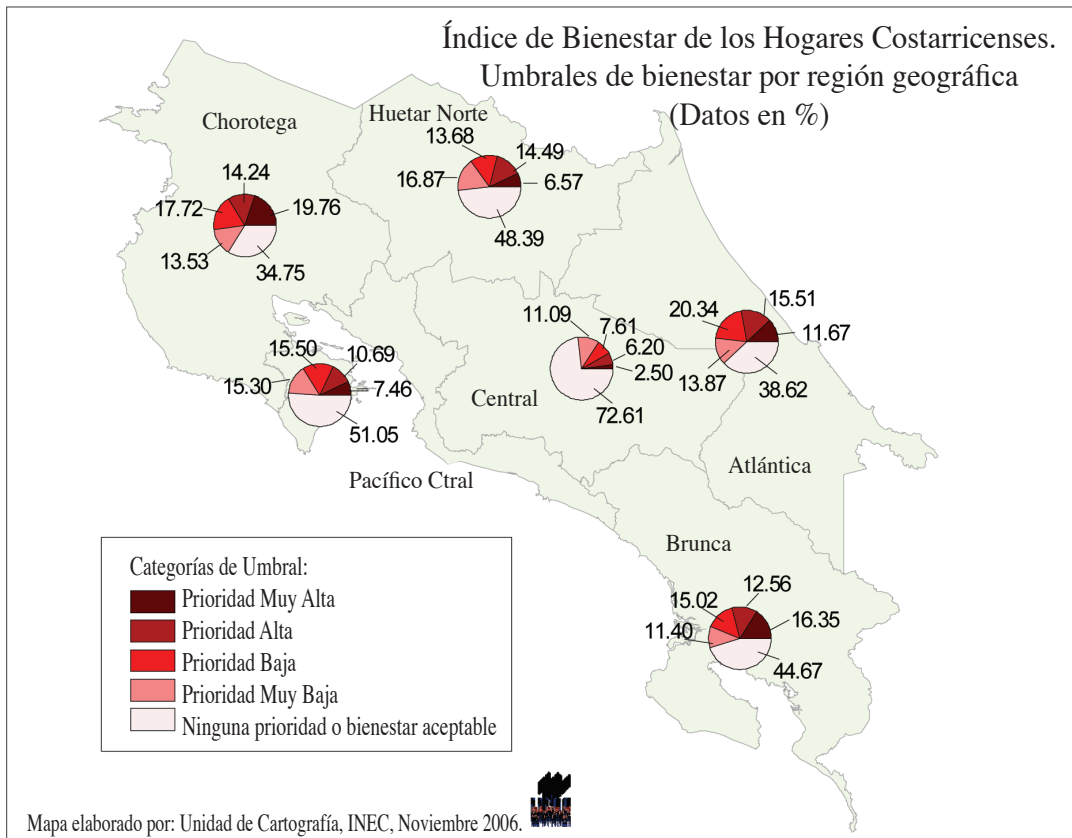 Índice de Bienestar de los Hogares Costarricenses.
Umbrales de bienestar por región geográfica
(Datos en %)
Chorotega
14.24
17.72
19.76
13.53
34.75
Huetar Norte
13.68
14.49
16.87
6.57
48.39
15.50
10.69
15.30
7.46
51.05
Pacífico Ctral
11.09
7.61
6.20
2.50
Central
72.61
15.51
20.34
11.67
13.87
38.62
Atlántica
Brunca
12.56
15.02
16.35
11.40
44.67
Categorías de Umbral:
Prioridad Muy Alta
Prioridad Alta
Prioridad Baja
Prioridad Muy Baja
Ninguna prioridad o bienestar aceptable
Mapa elaborado por: Unidad de Cartografía, INEC, Noviembre 2006.